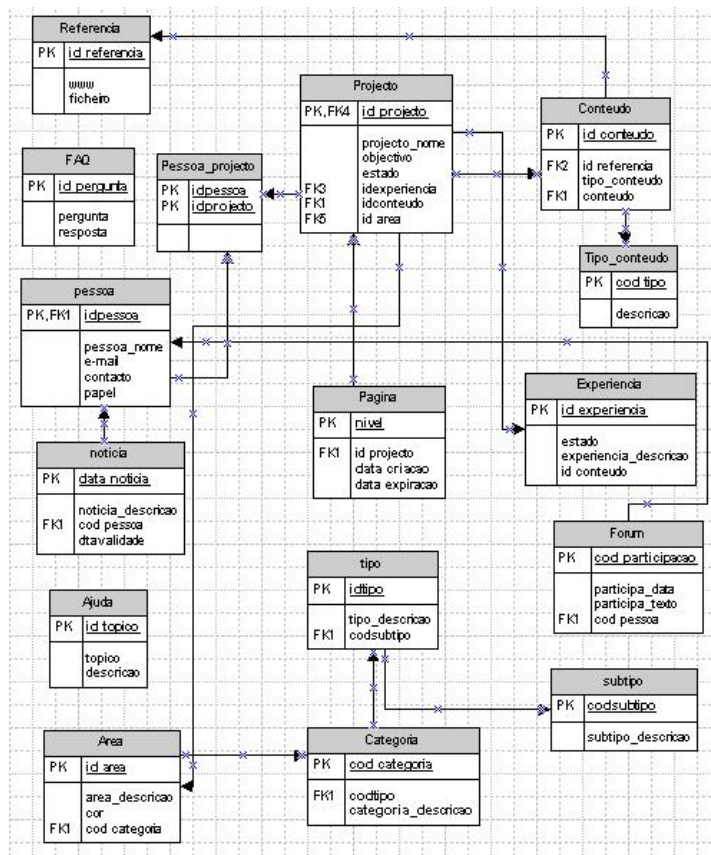 Referencia
PK id referencia
www
ficheiro
FAQ
PK id pergunta
pergunta
resposta
Pessoa_projecto
PK idpessoa
PK idprojecto
Projecto
PK,FK4 id projecto
projecto_nome
objectivo
estado
FK3 idexperiencia
FK1 idconteudo
FK5 id area
Conteudo
PK id conteudo
FK2 id referencia
tipo_conteudo
FK1 conteudo
Tipo_conteudo
PK cod tipo
descricao
pessoa
PK,FK1 idpessoa
pessoa_nome
e-mail
contacto
papel
Pagina
PK nivel
FK1 id projecto
data criacao
data expiracao
Experiencia
PK id experiencia
estado
experiencia_descricao
id conteudo
noticia
PK data noticia
noticia_descricao
FK1 cod pessoa
dtavalidade
Forum
PK cod participacao
participa_data
participa_texto
FK1 cod pessoa
tipo
PK idtipo
tipo_descricao
FK1 codsubtipo
Ajuda
PK id topico
topico
descricao
subtipo
PK codsubtipo
subtipo_descricao
Area
PK id area
area_descricao
cor
FK1 cod categoria
Categoria
PK cod categoria
FK1 codtipo
categoria_descricao